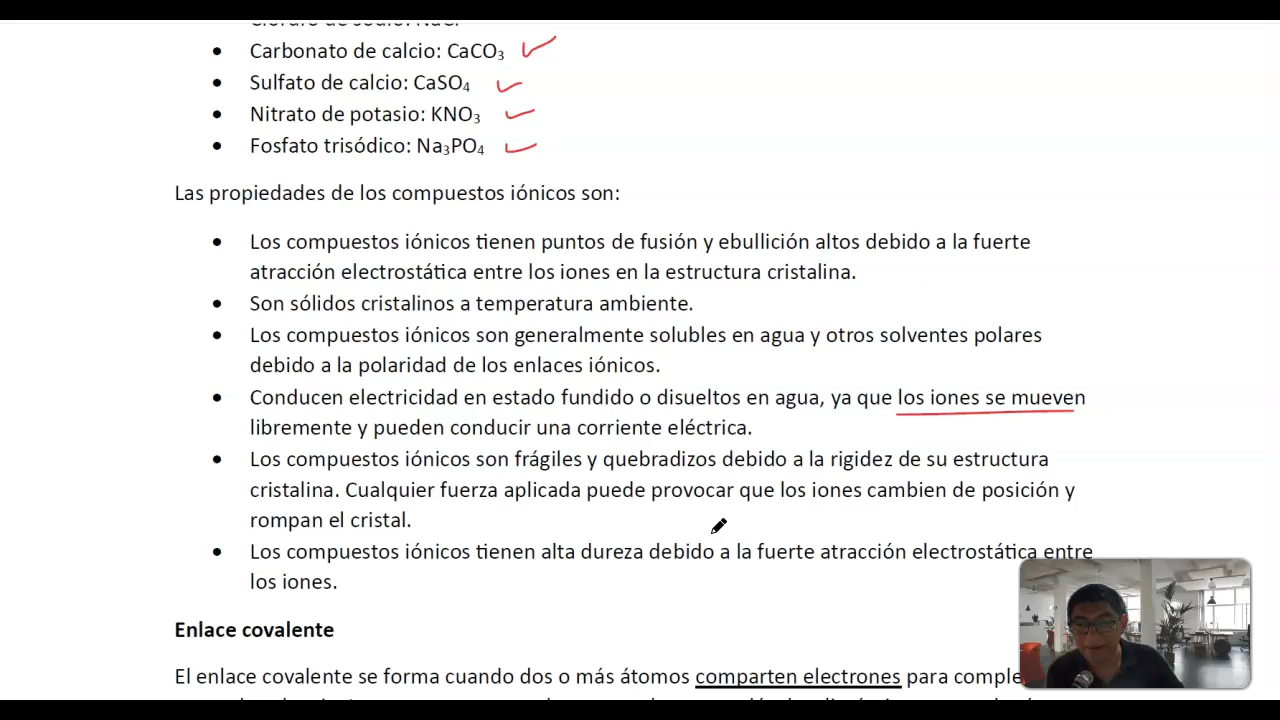 Cloruro de sodio: NaCl
• Carbonato de calcio: CaCO₃
• Sulfato de calcio: CaSO₄
• Nitrato de potasio: KNO₃
• Fosfato trisódico: Na₃PO₄
Las propiedades de los compuestos iónicos son:
• Los compuestos iónicos tienen puntos de fusión y ebullición altos debido a la fuerte
atracción electrostática entre los iones en la estructura cristalina.
• Son sólidos cristalinos a temperatura ambiente.
• Los compuestos iónicos son generalmente solubles en agua y otros solventes polares
debido a la polaridad de los enlaces iónicos.
• Conducen electricidad en estado fundido o disueltos en agua, ya que los iones se mueven
libremente y pueden conducir una corriente eléctrica.
• Los compuestos iónicos son frágiles y quebradizos debido a la rigidez de su estructura
cristalina. Cualquier fuerza aplicada puede provocar que los iones cambien de posición y
rompan el cristal.
• Los compuestos iónicos tienen alta dureza debido a la fuerte atracción electrostática entre
los iones.
Enlace covalente
El enlace covalente se forma cuando dos o más átomos comparten electrones para comple